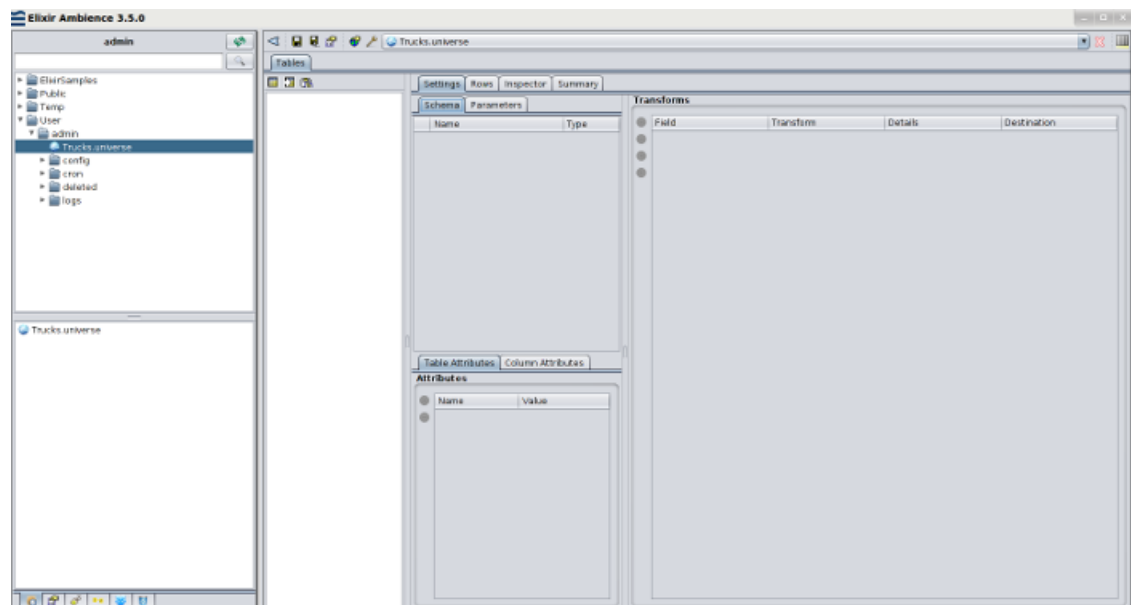 Elixir Ambience 3.5.0
admin
Trucks.universe
Tables
ElixirSamples
Public
Temp
User
admin
Trucks.universe
config
cron
deleted
logs
Trucks.universe
Settings Rows Inspector Summary
Schema Parameters
Name Type
Table Attributes Column Attributes
Attributes
Name Value
Transforms
Field Transform Details Destination